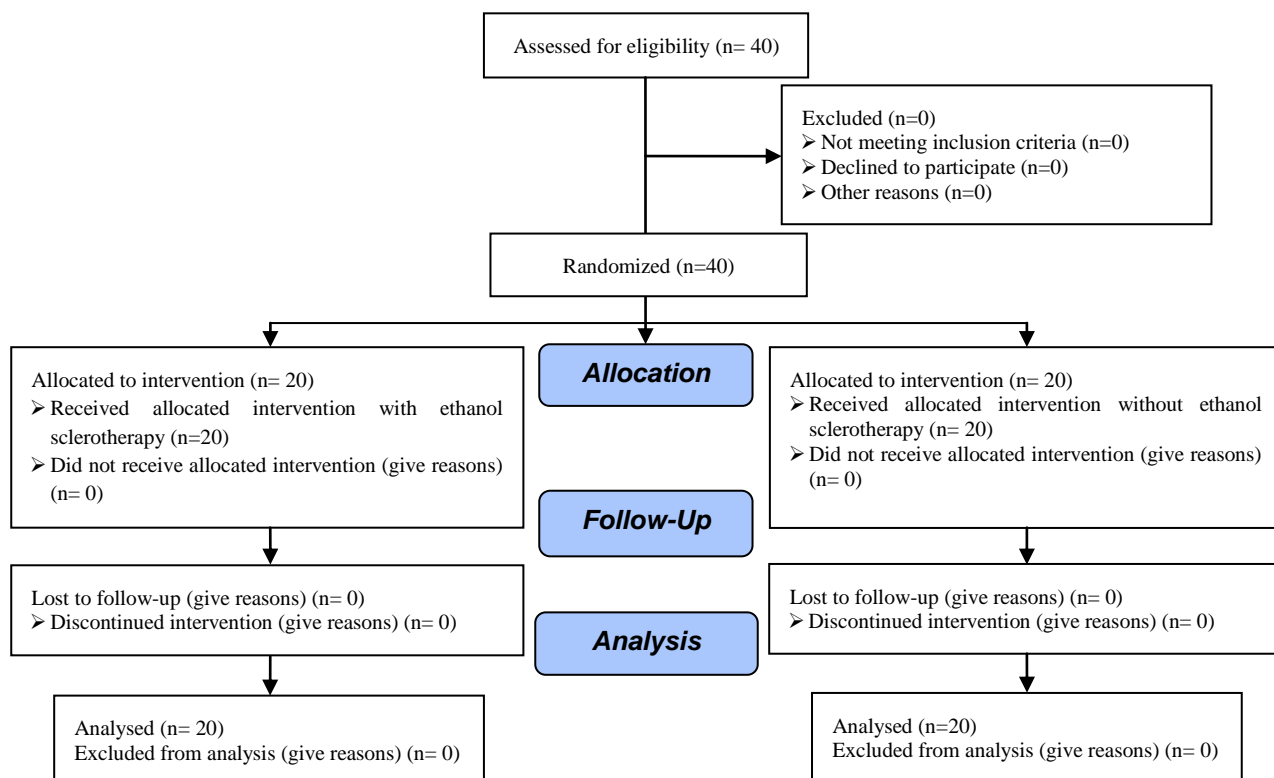 Assessed for eligibility (n= 40)
Excluded (n=0)
➢ Not meeting inclusion criteria (n=0)
➢ Declined to participate (n=0)
➢ Other reasons (n=0)
Randomized (n=40)
Allocation
Allocated to intervention (n= 20)
➢ Received allocated intervention with ethanol
sclerotherapy (n=20)
➢ Did not receive allocated intervention (give reasons)
(n= 0)
Allocated to intervention (n= 20)
➢ Received allocated intervention without ethanol
sclerotherapy (n= 20)
➢ Did not receive allocated intervention (give reasons)
(n= 0)
Follow-Up
Lost to follow-up (give reasons) (n= 0)
➢ Discontinued intervention (give reasons) (n= 0)
Lost to follow-up (give reasons) (n= 0)
➢ Discontinued intervention (give reasons) (n= 0)
Analysis
Analysed (n= 20)
Excluded from analysis (give reasons) (n= 0)
Analysed (n=20)
Excluded from analysis (give reasons) (n= 0)